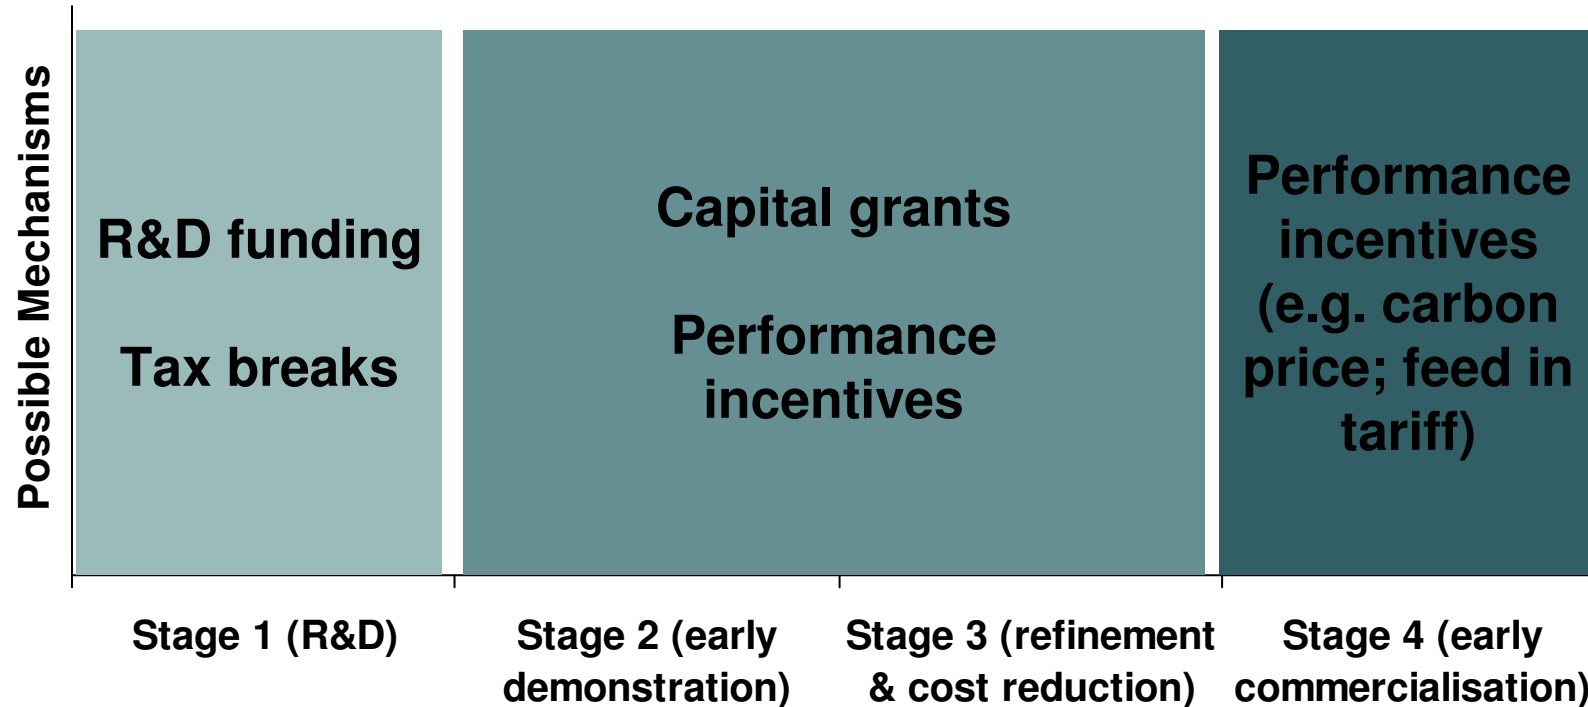 Possible Mechanisms
R&D funding
Tax breaks
Capital grants
Performance
incentives
Performance
incentives
(e.g. carbon
price; feed in
tariff)
Stage 1 (R&D)
Stage 2 (early
demonstration)
Stage 3 (refinement
& cost reduction)
Stage 4 (early
commercialisation)